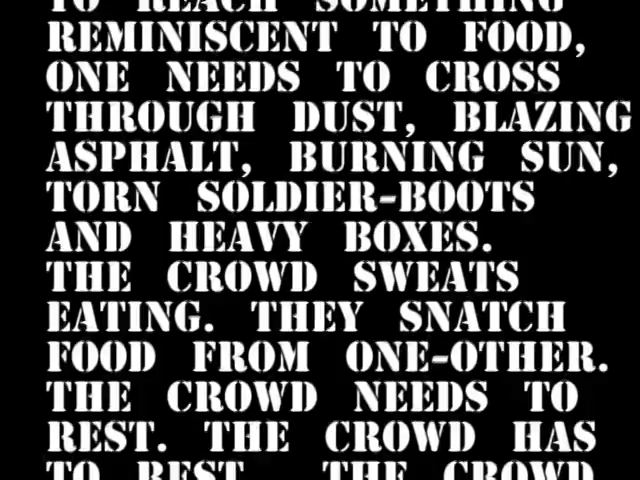 TO REACH SOMETHING
REMINISCENT TO FOOD,
ONE NEEDS TO CROSS
THROUGH DUST, BLAZING
ASPHALT, BURNING SUN,
TORN SOLDIER-BOOTS
AND HEAVY BOXES.
THE CROWD SWEATS
EATING. THEY SNATCH
FOOD FROM ONE-OTHER.
THE CROWD NEEDS TO
REST. THE CROWD HAS
TO REST. THE CROWD